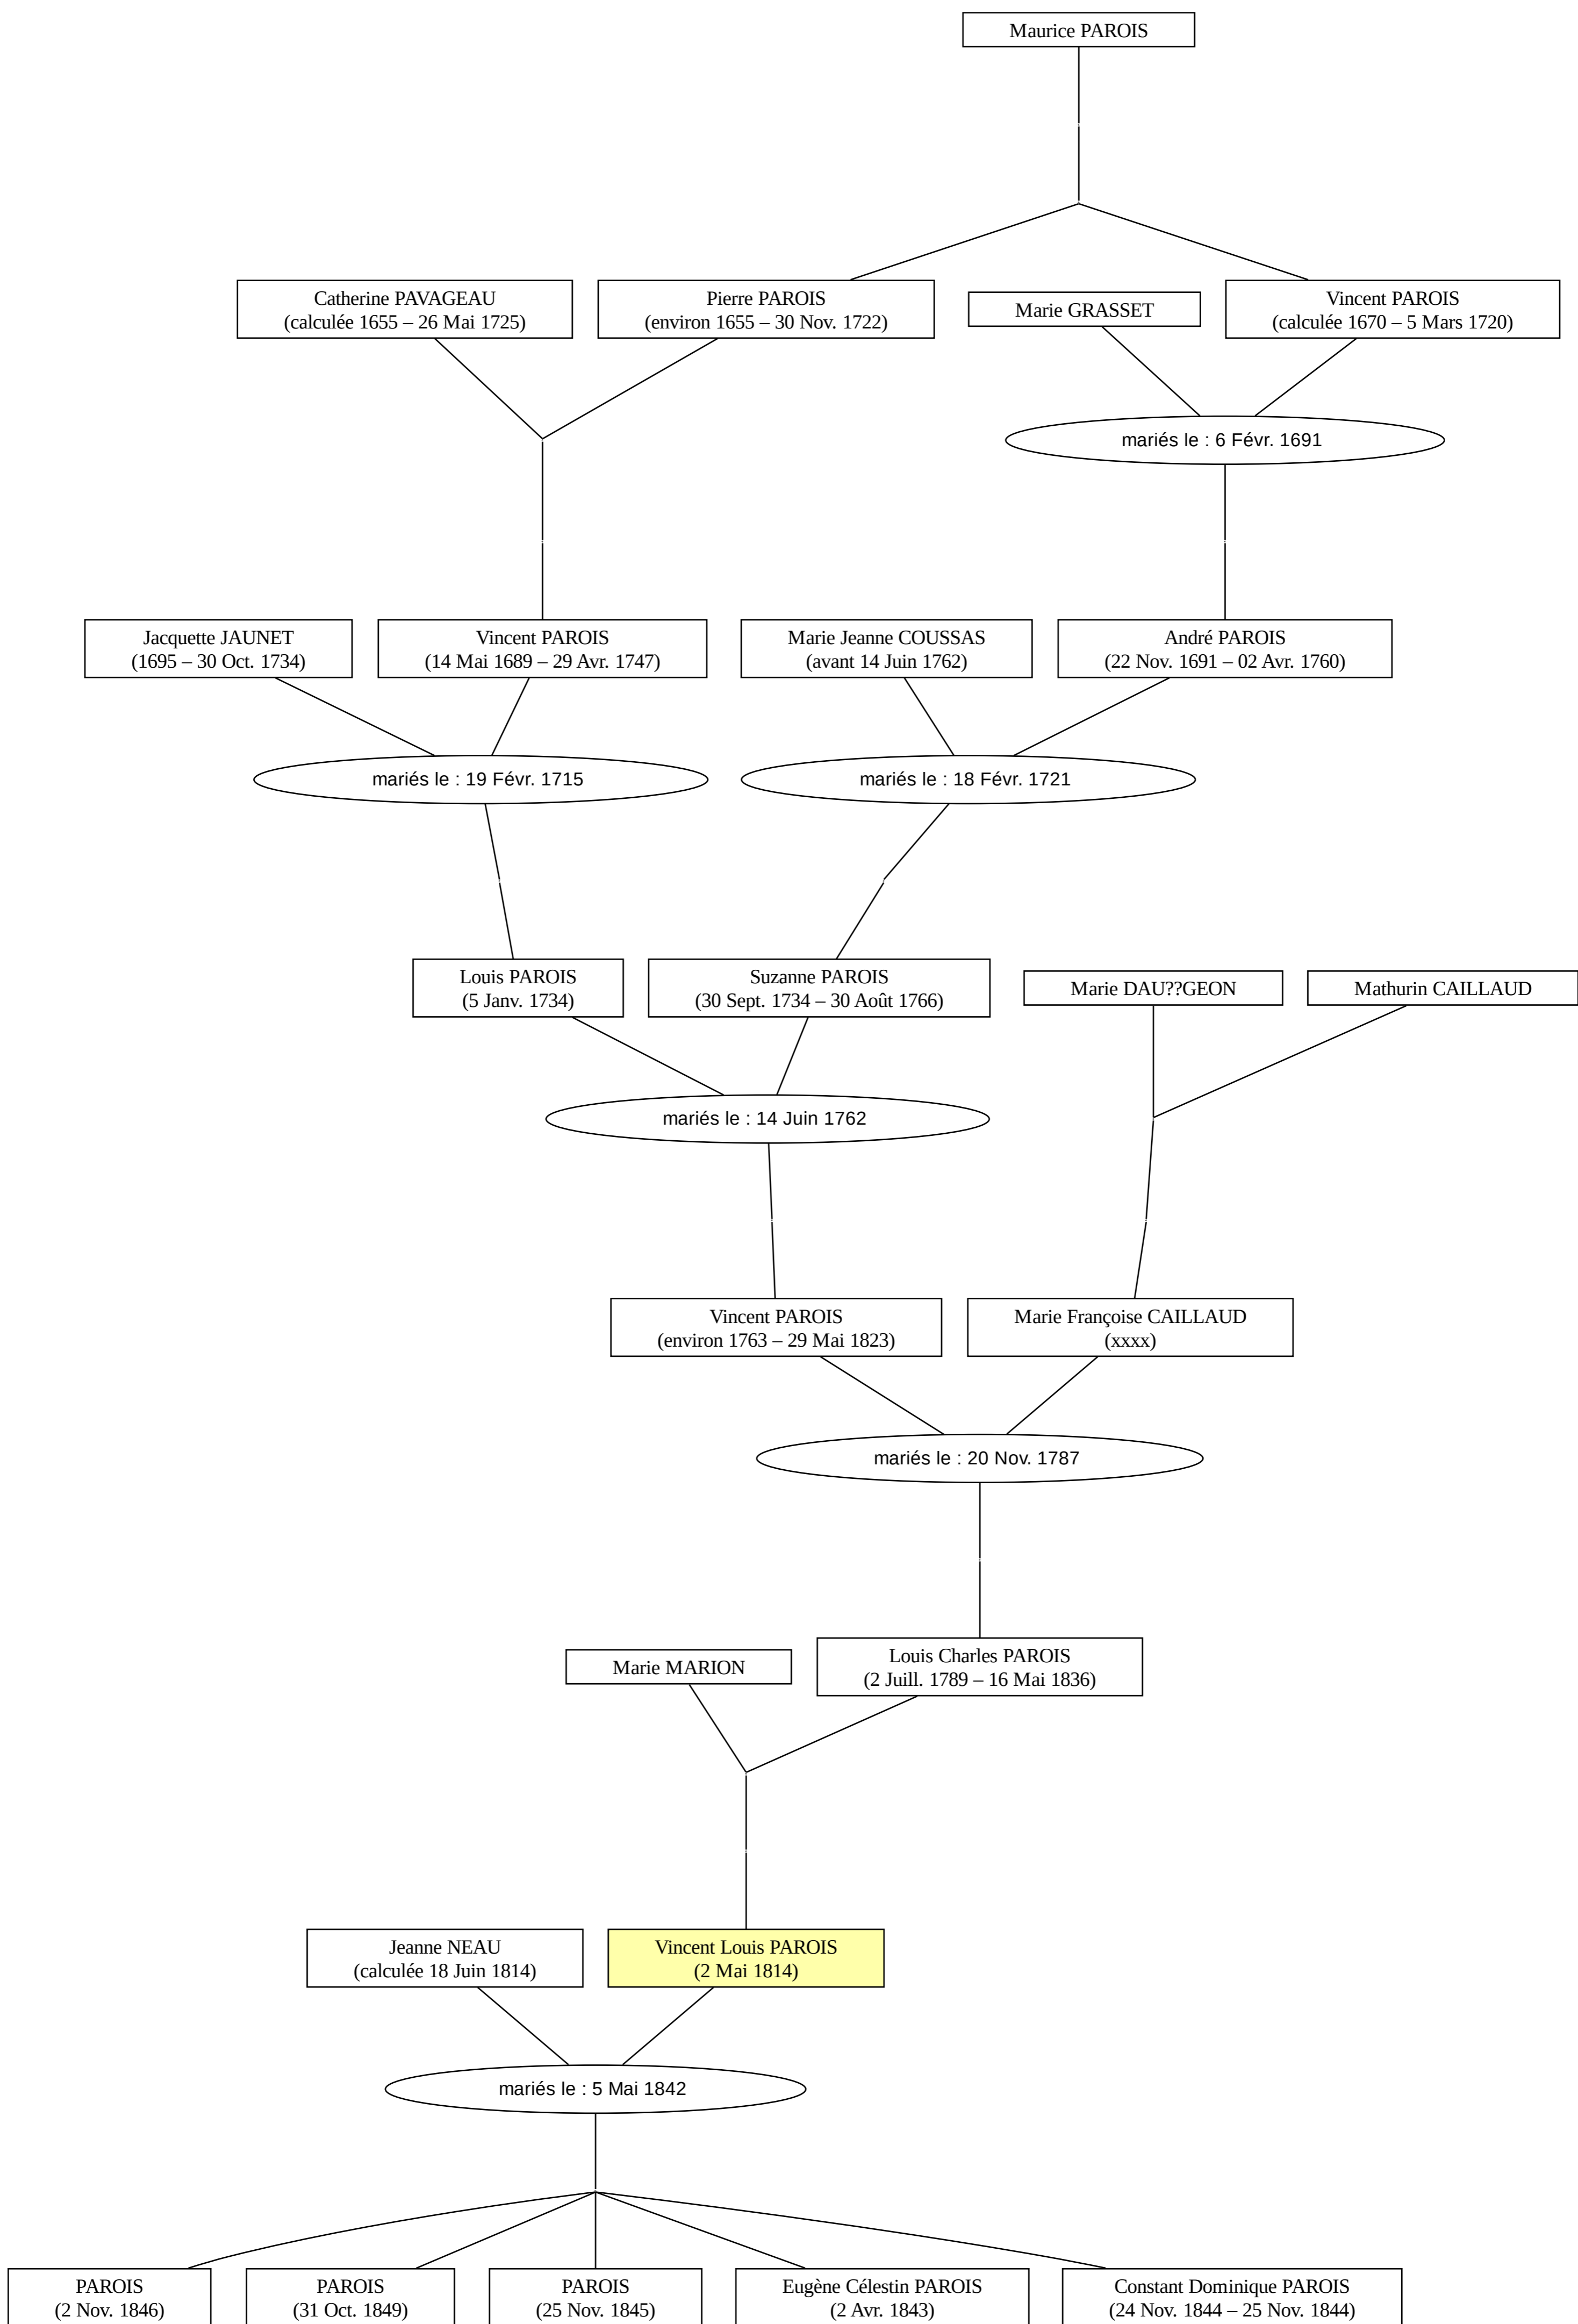 Maurice PAROIS
Catherine PAVAGEAU
(calculée 1655 – 26 Mai 1725)
Pierre PAROIS
(environ 1655 – 30 Nov. 1722)
Marie GRASSET
Vincent PAROIS
(calculée 1670 – 5 Mars 1720)
mariés le : 6 Févr. 1691
Jacquette JAUNET
(1695 – 30 Oct. 1734)
Vincent PAROIS
(14 Mai 1689 – 29 Avr. 1747)
Marie Jeanne COUSSAS
(avant 14 Juin 1762)
André PAROIS
(22 Nov. 1691 – 02 Avr. 1760)
mariés le : 19 Févr. 1715
mariés le : 18 Févr. 1721
Louis PAROIS
(5 Janv. 1734)
Suzanne PAROIS
(30 Sept. 1734 – 30 Août 1766)
Marie DAU??GEON
Mathurin CAILLAUD
mariés le : 14 Juin 1762
Vincent PAROIS
(environ 1763 – 29 Mai 1823)
Marie Françoise CAILLAUD
(xxxx)
mariés le : 20 Nov. 1787
Marie MARION
Louis Charles PAROIS
(2 Juill. 1789 – 16 Mai 1836)
Jeanne NEAU
(calculée 18 Juin 1814)
Vincent Louis PAROIS
(2 Mai 1814)
mariés le : 5 Mai 1842
PAROIS
(2 Nov. 1846)
PAROIS
(31 Oct. 1849)
PAROIS
(25 Nov. 1845)
Eugène Célestin PAROIS
(2 Avr. 1843)
Constant Dominique PAROIS
(24 Nov. 1844 – 25 Nov. 1844)